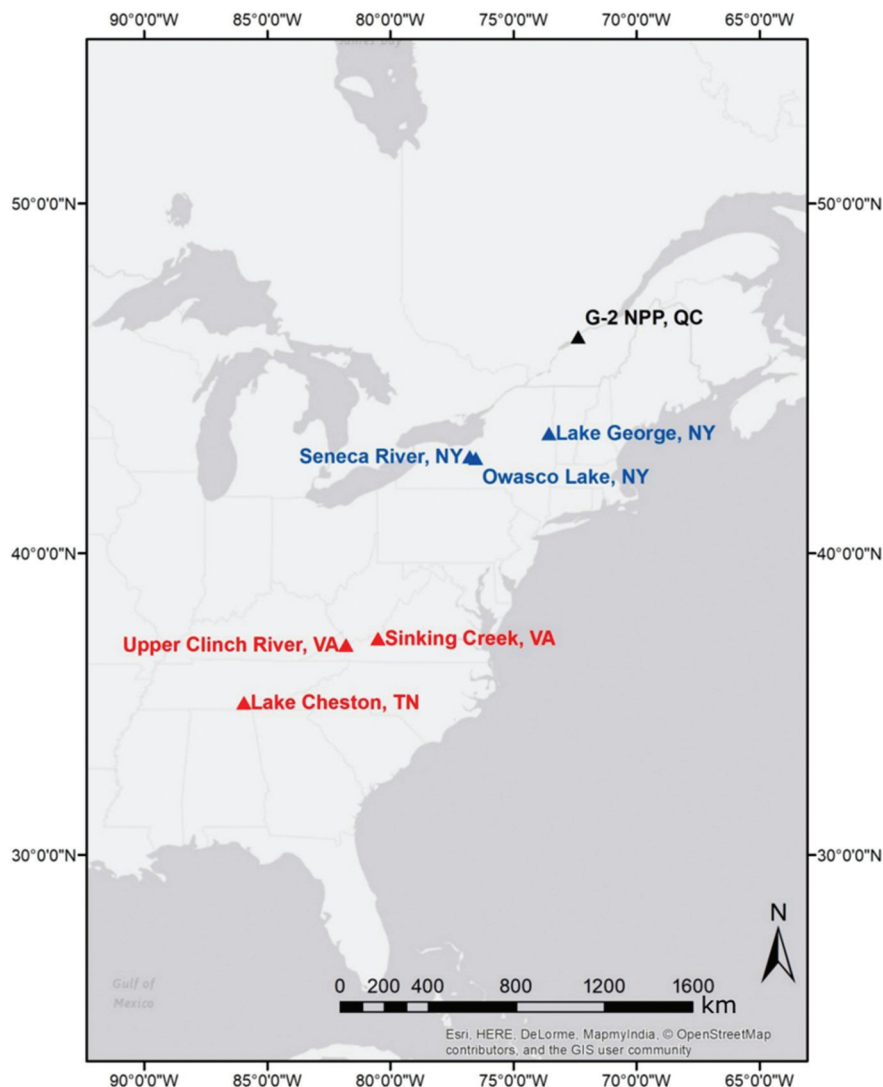 90°0'0"W 85°0'0"W 80°0'0"W 75°0'0"W 70°0'0"W 65°0'0"W
James Bay
50°0'0"N 50°0'0"N
G-2 NPP, QC
Lake George, NY
Seneca River, NY
Owasco Lake, NY
40°0'0"N 40°0'0"N
Upper Clinch River, VA Sinking Creek, VA
Lake Cheston, TN
30°0'0"N 30°0'0"N
N
Gulf of
Mexico
0 200 400 800 1200 1600
km
Esri, HERE, DeLorme, MapmyIndia, © OpenStreetMap
contributors, and the GIS user community
90°0'0"W 85°0'0"W 80°0'0"W 75°0'0"W 70°0'0"W 65°0'0"W